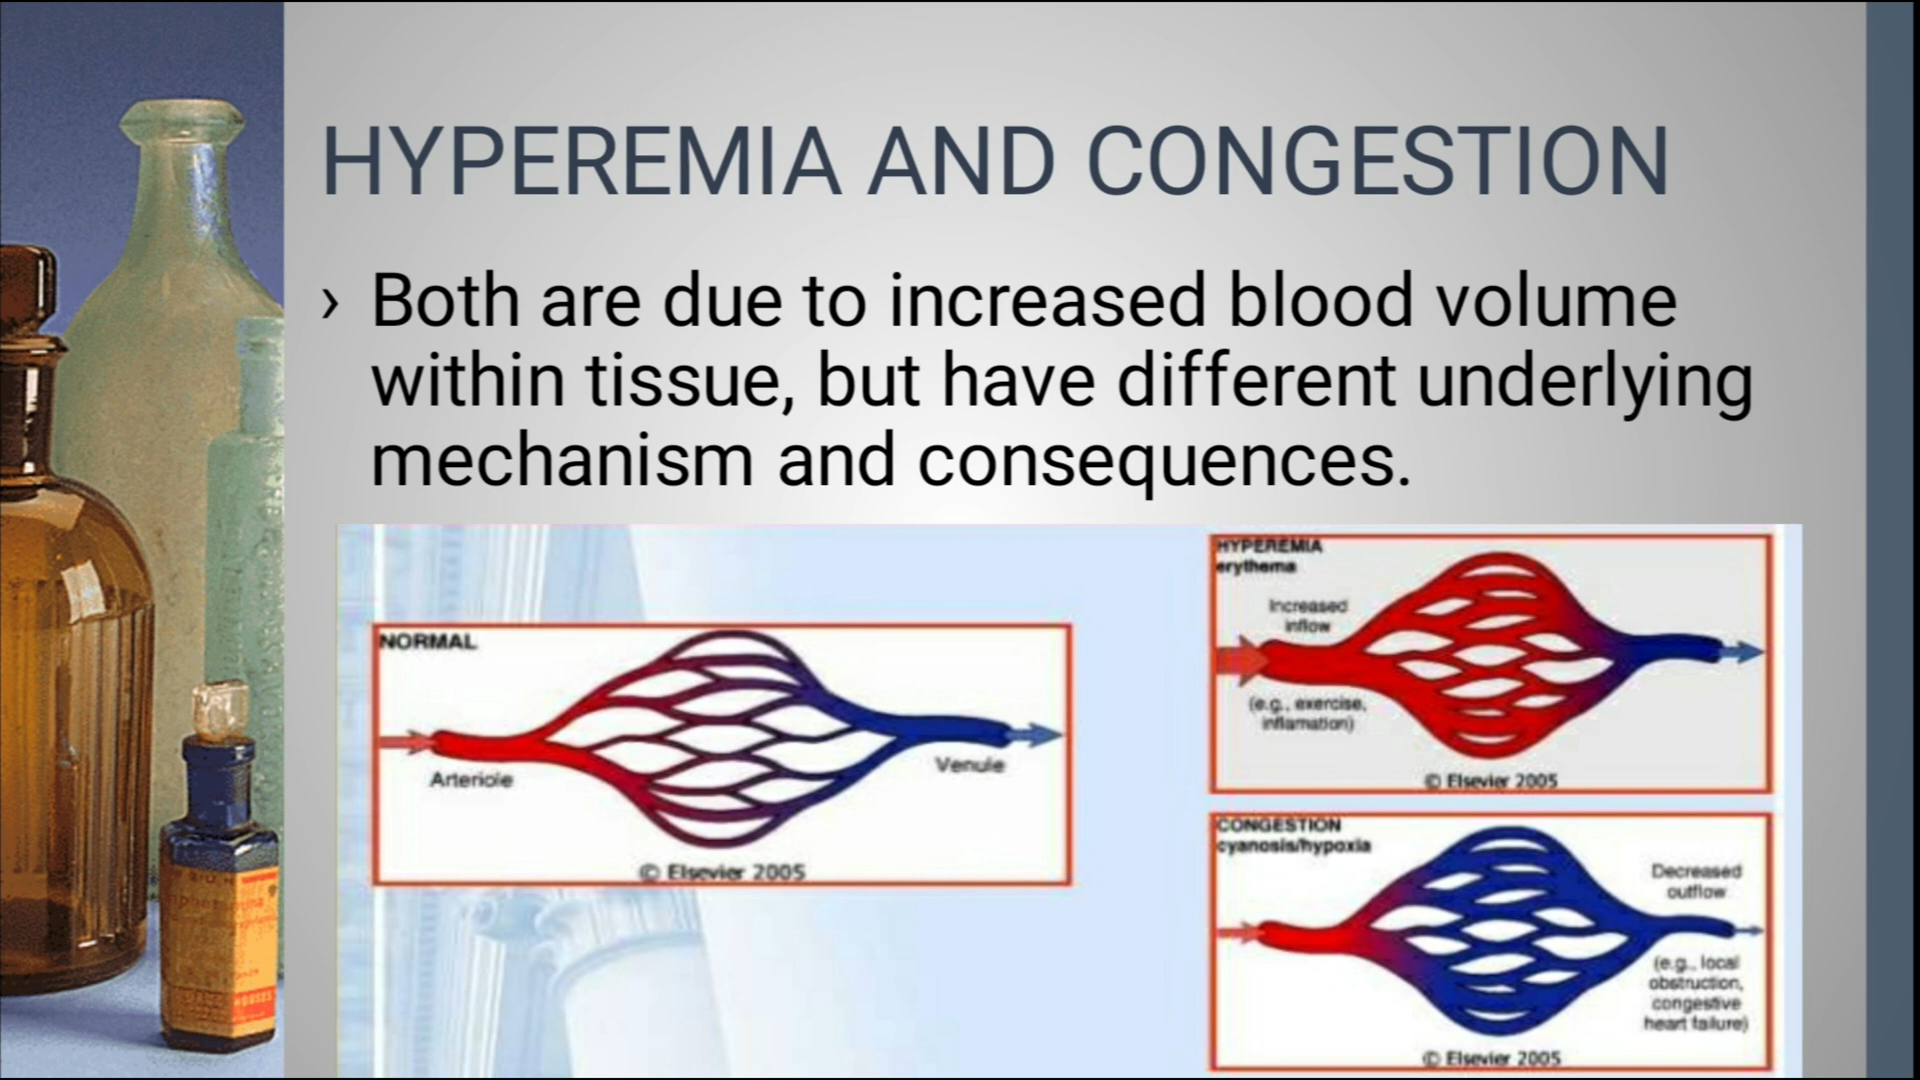 HYPEREMIA AND CONGESTION
› Both are due to increased blood volume
within tissue, but have different underlying
mechanism and consequences.
NORMAL
Arteriole
Venule
© Elsevier 2005
HYPEREMIA
erythema
Increased
inflow
(e.g., exercise,
inflamation)
© Elsevier 2005
CONGESTION
cyanosis/hypoxia
Decreased
outflow
(e.g., local
obstruction,
congestive
heart failure)
© Elsevier 2005